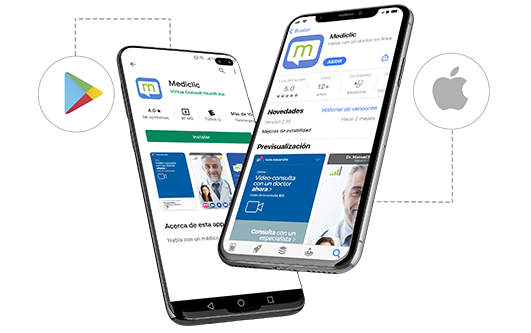 Mediclic
Virtue Consult Health Inc
4.0 ★
66 opiniones
40 MB
Todos
Más de 10
Descargas
Instalar
Acerca de esta app
Habla con un médico
Buscar
m
Mediclic
Habla con un doctor en línea
ABRIR
5.0
★★★★★
12+
Medicina
Novedades
Historial de versiones
Versión 2.10
Hace 2 meses
Mejoras de estabilidad
Previsualización
Video-consulta
con un doctor
ahora >
Consulta con un
especialista >
Dr. Manuel